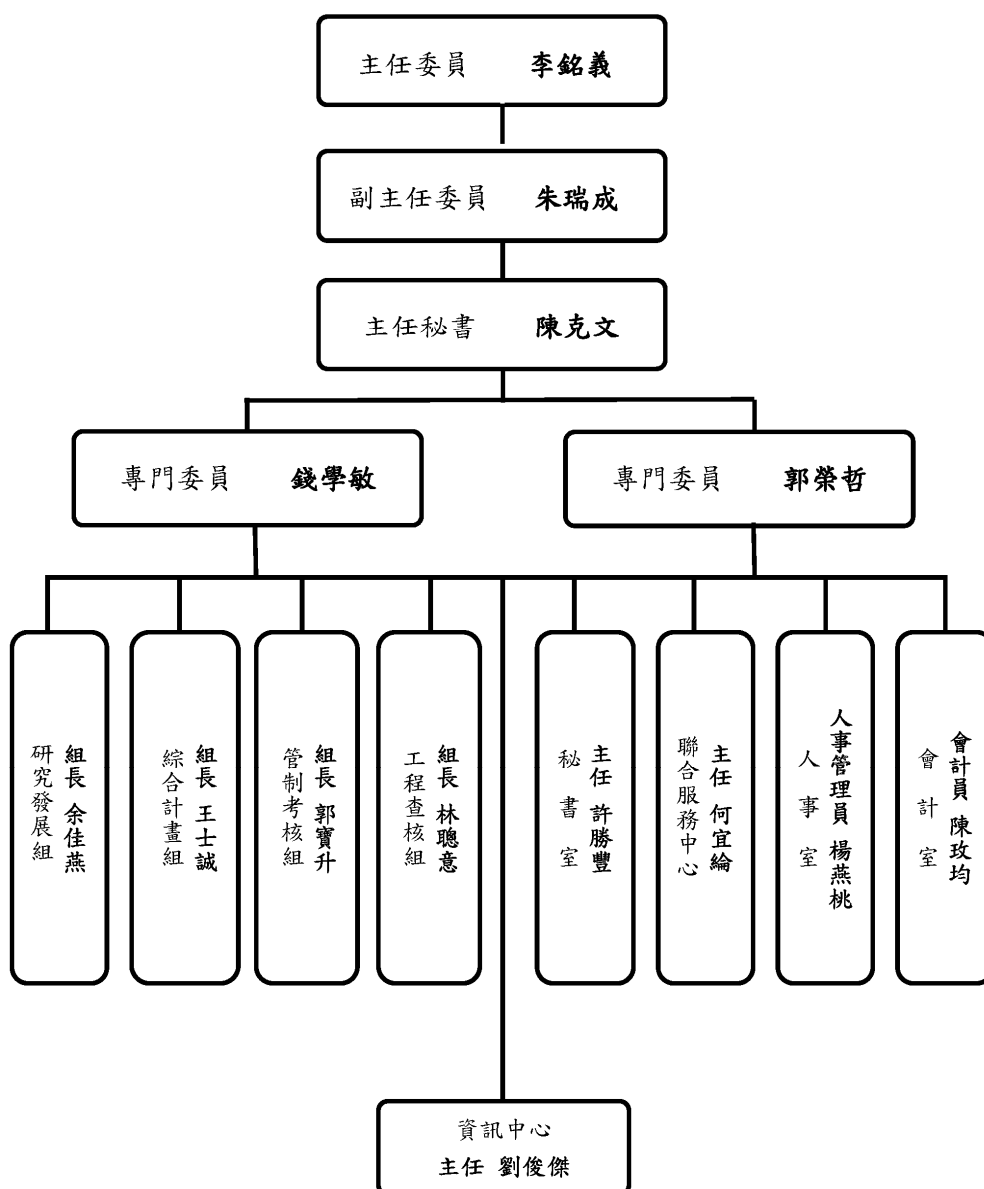 主任委員 李銘義
副主任委員 朱瑞成
主任秘書 陳克文
專門委員 錢學敏
專門委員 郭榮哲
研究發展組
組長 余佳燕
綜合計畫組
組長 王士誠
管制考核組
組長 郭寶升
工程查核組
組長 林聰意
秘書室
主任 許勝豐
聯合服務中心
主任 何宜綸
人事室
人事管理員 楊燕桃
會計室
會計員 陳玫均
資訊中心
主任 劉俊傑